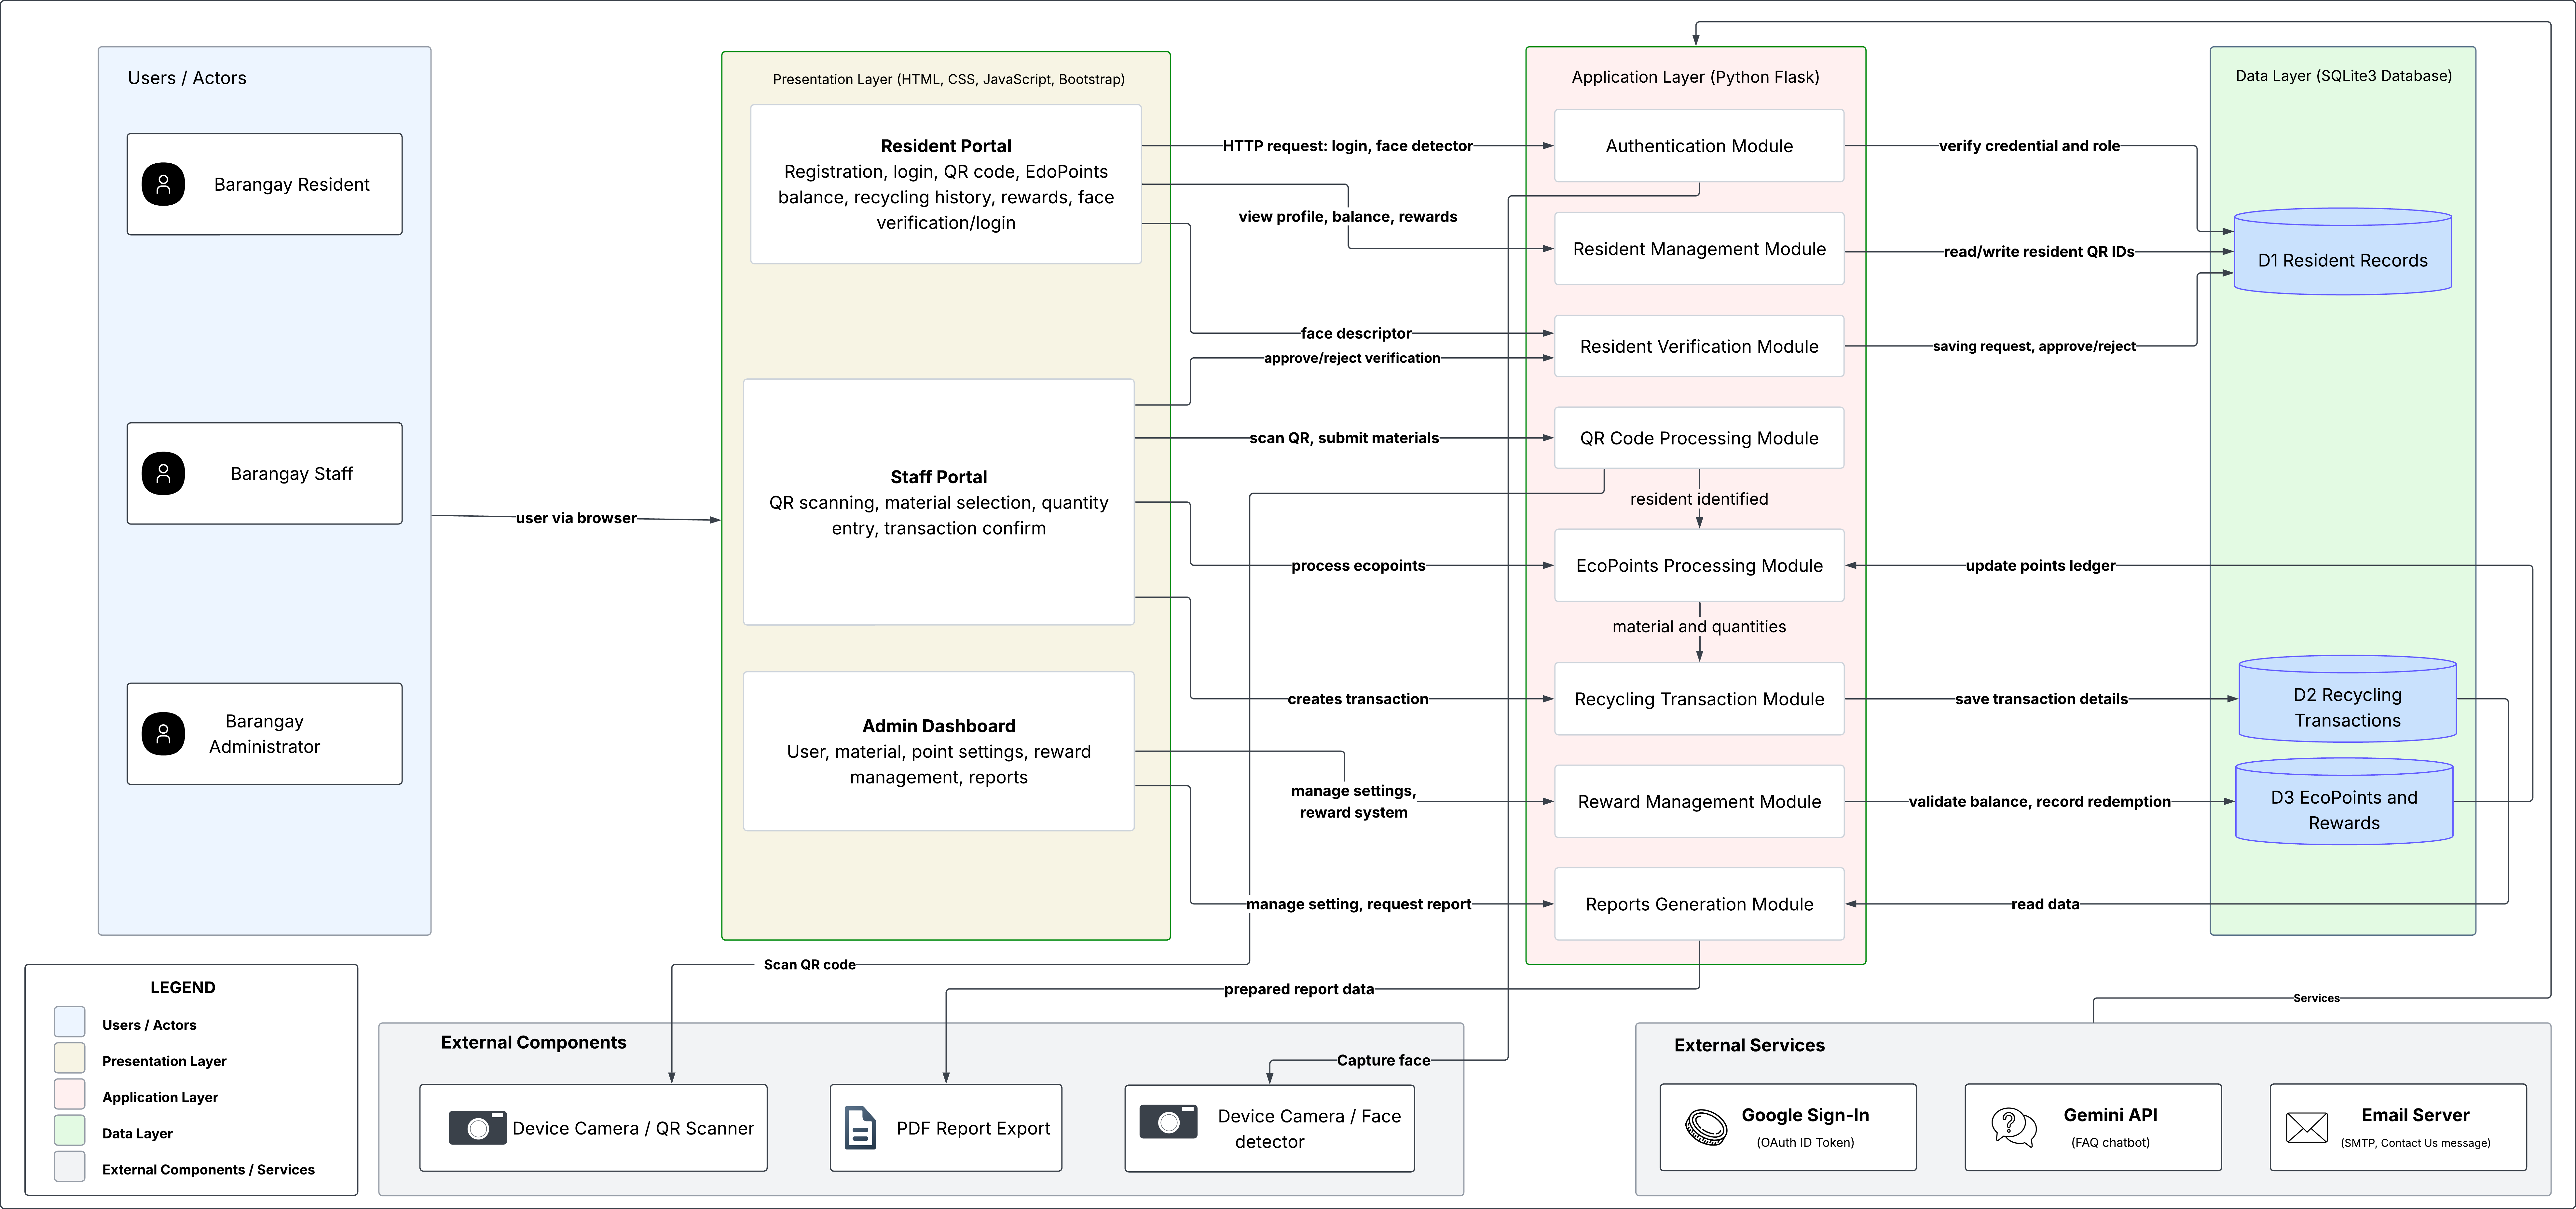 Users / Actors
Barangay Resident
Barangay Staff
Barangay
Administrator
user via browser
Presentation Layer (HTML, CSS, JavaScript, Bootstrap)
Resident Portal
Registration, login, QR code, EdoPoints
balance, recycling history, rewards, face
verification/login
Staff Portal
QR scanning, material selection, quantity
entry, transaction confirm
Admin Dashboard
User, material, point settings, reward
management, reports
HTTP request: login, face detector
view profile, balance, rewards
face descriptor
approve/reject verification
scan QR, submit materials
process ecopoints
creates transaction
manage settings,
reward system
manage setting, request report
Application Layer (Python Flask)
Authentication Module
Resident Management Module
Resident Verification Module
QR Code Processing Module
resident identified
EcoPoints Processing Module
material and quantities
Recycling Transaction Module
Reward Management Module
Reports Generation Module
verify credential and role
read/write resident QR IDs
saving request, approve/reject
update points ledger
save transaction details
validate balance, record redemption
read data
Data Layer (SQLite3 Database)
D1 Resident Records
D2 Recycling
Transactions
D3 EcoPoints and
Rewards
LEGEND
Users / Actors
Presentation Layer
Application Layer
Data Layer
External Components / Services
Scan QR code
prepared report data
Capture face
Services
External Components
Device Camera / QR Scanner
PDF Report Export
Device Camera / Face
detector
External Services
Google Sign-In
(OAuth ID Token)
Gemini API
(FAQ chatbot)
Email Server
(SMTP, Contact Us message)